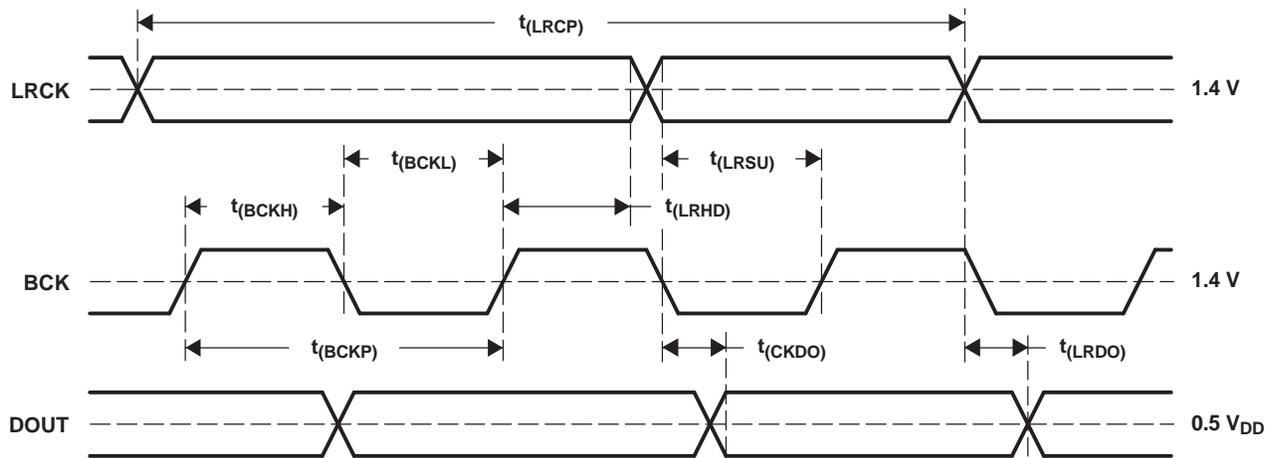 t(LRCP)
LRCK
1.4 V
t(BCKL)
t(LRSU)
t(BCKH)
t(LRHD)
BCK
1.4 V
t(BCKP)
t(CKDO)
t(LRDO)
DOUT
0.5 VDD